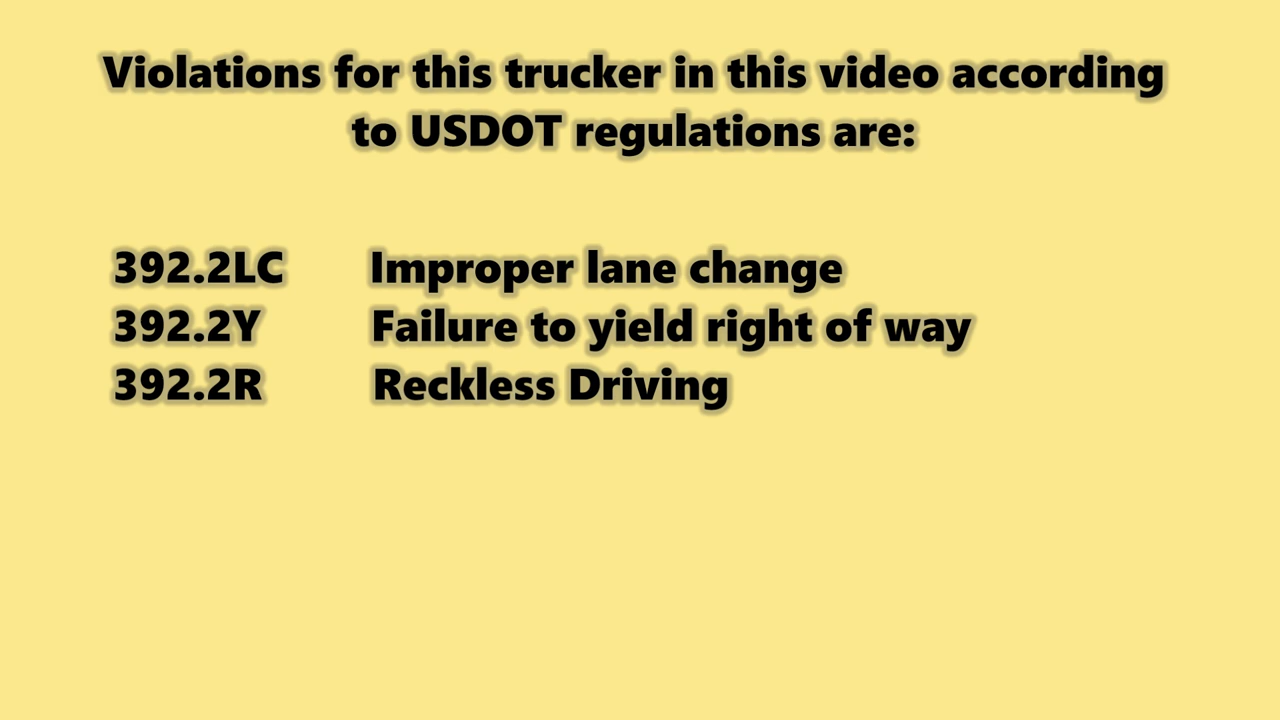 Violations for this trucker in this video according
to USDOT regulations are:
392.2LC Improper lane change
392.2Y Failure to yield right of way
392.2R Reckless Driving